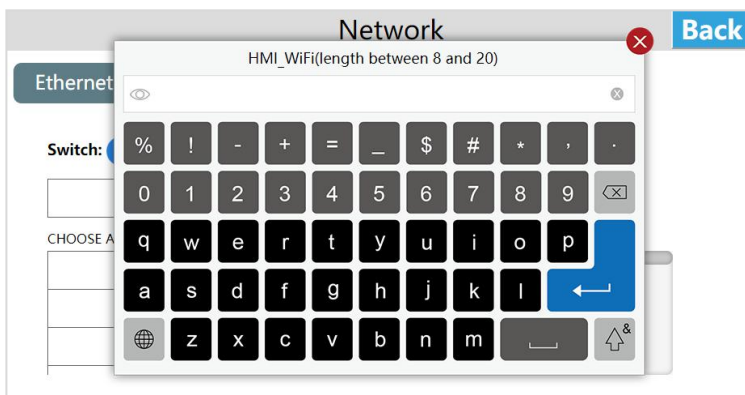 Network
Back
HMI_WiFi(length between 8 and 20)
Ethernet
Switch:
% ! - + = _ $ # * , .
0 1 2 3 4 5 6 7 8 9
CHOOSE A
q w e r t y u i o p
a s d f g h j k l
z x c v b n m &